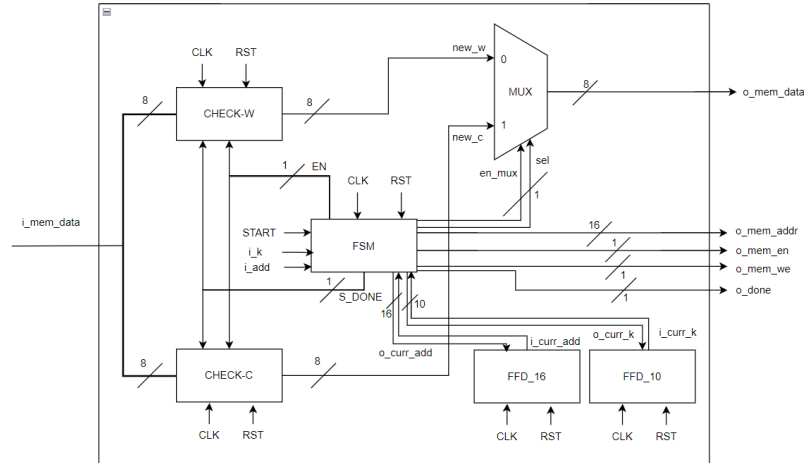 CLK
RST
new_w
0
8
CHECK-W
8
MUX
8
o_mem_data
new_c
1
1
EN
sel
en_mux
CLK
RST
1
i_mem_data
START
FSM
16
o_mem_addr
i_k
1
o_mem_en
i_add
1
o_mem_we
1
S_DONE
1
o_done
16
10
o_curr_add
i_curr_add
o_curr_k
i_curr_k
8
CHECK-C
8
FFD_16
FFD_10
CLK
RST
CLK
RST
CLK
RST